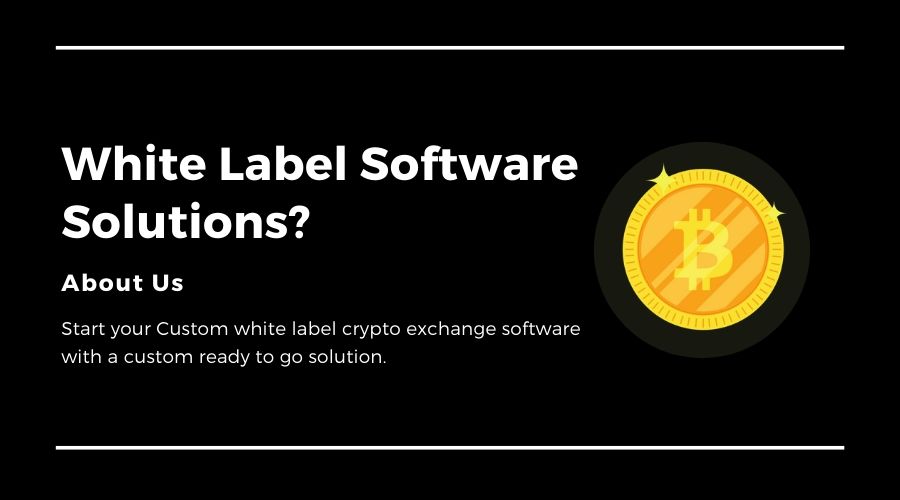 White Label Software
Solutions?
About Us
Start your Custom white label crypto exchange software
with a custom ready to go solution.